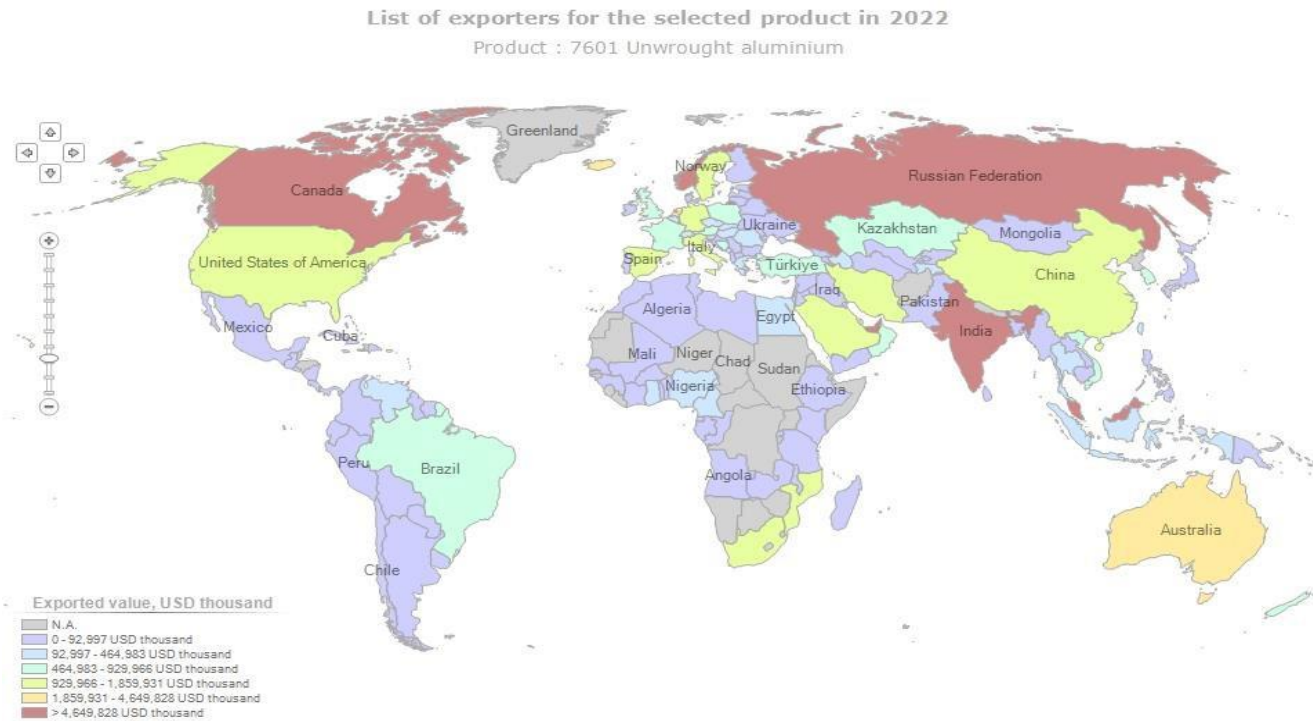 List of exporters for the selected product in 2022
Product : 7601 Unwrought aluminium
Greenland
Norway
Canada
Russian Federation
Ukraine
Kazakhstan
Mongolia
United States of America
Spain
Italy
Türkiye
China
Iraq
Pakistan
Mexico
Algeria
Egypt
India
Cuba
Mali
Niger
Chad
Sudan
Nigeria
Ethiopia
Peru
Brazil
Angola
Australia
Chile
Exported value, USD thousand
N.A.
0 - 92,997 USD thousand
92,997 - 464,983 USD thousand
464,983 - 929,966 USD thousand
929,966 - 1,859,931 USD thousand
1,859,931 - 4,649,828 USD thousand
> 4,649,828 USD thousand